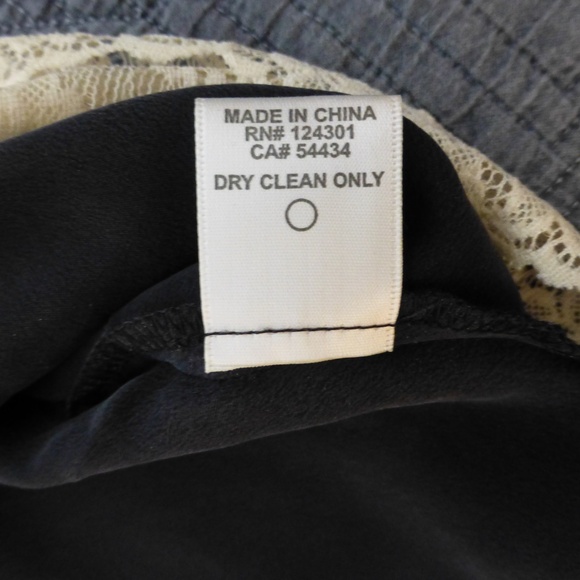 MADE IN CHINA
RN# 124301
CA# 54434
DRY CLEAN ONLY